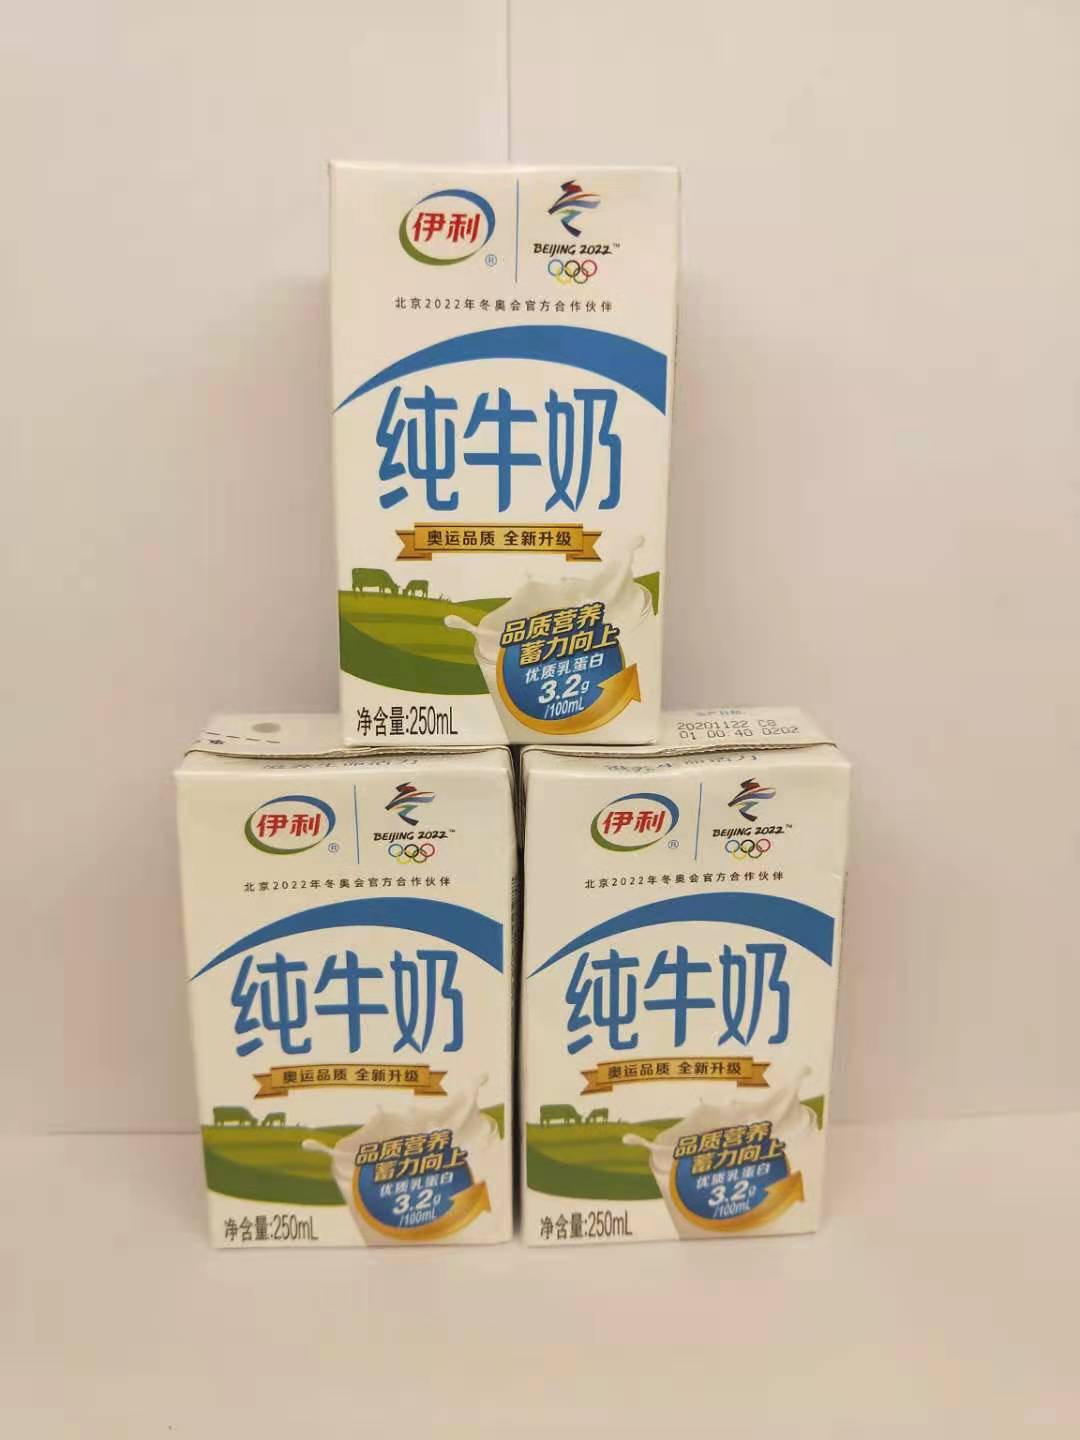 伊利
®
BEIJING 2022™
北京2022年冬奥会官方合作伙伴
纯牛奶
奥运品质 全新升级
品质营养
蓄力向上
优质乳蛋白
3.2g
/100mL
净含量:250mL
20201122 C8
01 00:40 0202
伊利
®
BEIJING 2022™
北京2022年冬奥会官方合作伙伴
纯牛奶
奥运品质 全新升级
品质营养
蓄力向上
优质乳蛋白
3.2g
/100mL
净含量:250mL
伊利
®
BEIJING 2022™
北京2022年冬奥会官方合作伙伴
纯牛奶
奥运品质 全新升级
品质营养
蓄力向上
优质乳蛋白
3.2g
/100mL
净含量:250mL